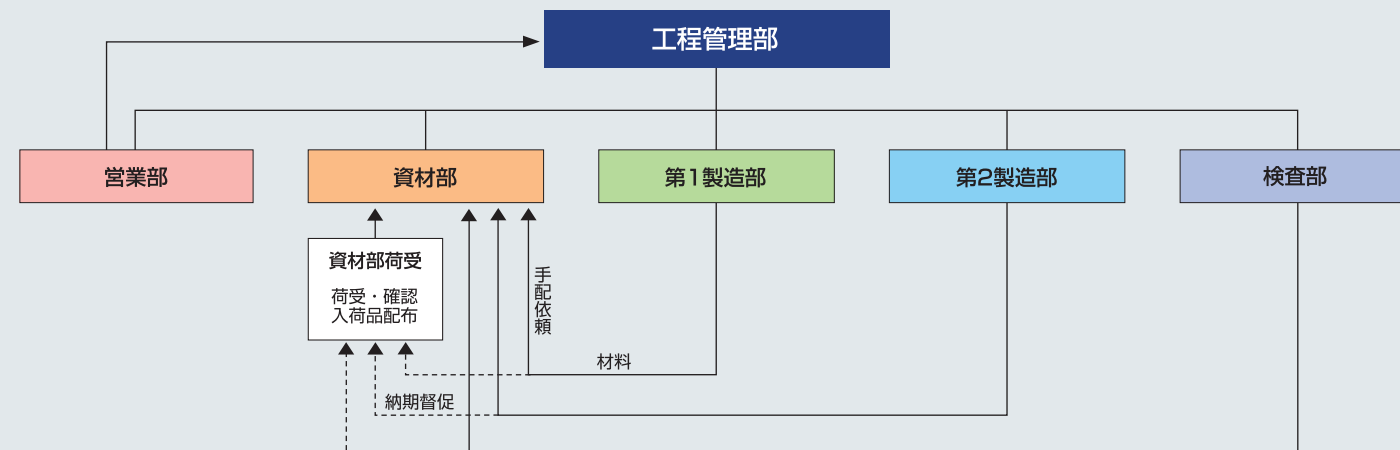 工程管理部
営業部
資材部
第1製造部
第2製造部
検査部
資材部荷受
荷受・確認
入荷品配布
手配依頼
材料
納期督促